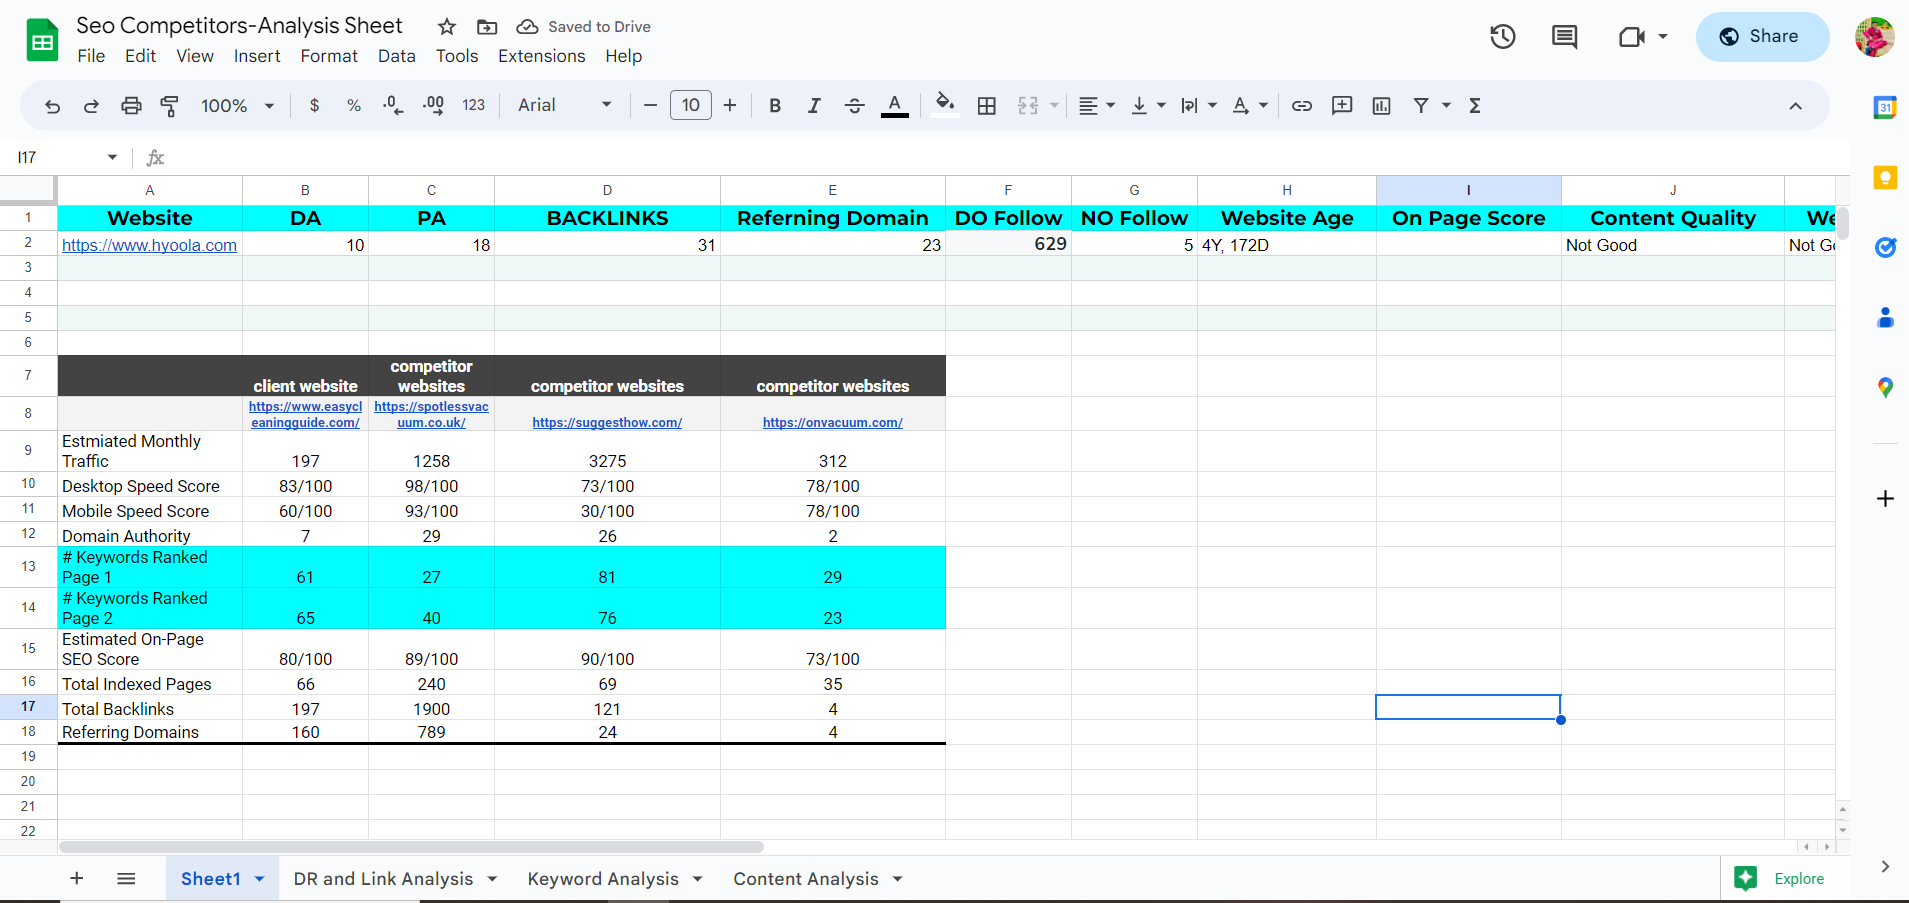 Seo Competitors-Analysis Sheet Saved to Drive
File Edit View Insert Format Data Tools Extensions Help
Share
100% $ % .0 .00 123 Arial 10 B I S A A Σ
31
I17 fx
A B C D E F G H I J
1 Website DA PA BACKLINKS Referring Domain DO Follow NO Follow Website Age On Page Score Content Quality We
2 https://www.hyoola.com 10 18 31 23 629 5 4Y, 172D Not Good Not G
3
4
5
6
7 client website competitor websites competitor websites competitor websites
8 https://www.easycleaningguide.com/ https://spotlessvacuum.co.uk/ https://suggesthow.com/ https://onvacuum.com/
9 Estmiated Monthly Traffic 197 1258 3275 312
10 Desktop Speed Score 83/100 98/100 73/100 78/100
11 Mobile Speed Score 60/100 93/100 30/100 78/100
12 Domain Authority 7 29 26 2
13 # Keywords Ranked Page 1 61 27 81 29
14 # Keywords Ranked Page 2 65 40 76 23
15 Estimated On-Page SEO Score 80/100 89/100 90/100 73/100
16 Total Indexed Pages 66 240 69 35
17 Total Backlinks 197 1900 121 4
18 Referring Domains 160 789 24 4
19
20
21
22
Sheet1 DR and Link Analysis Keyword Analysis Content Analysis Explore